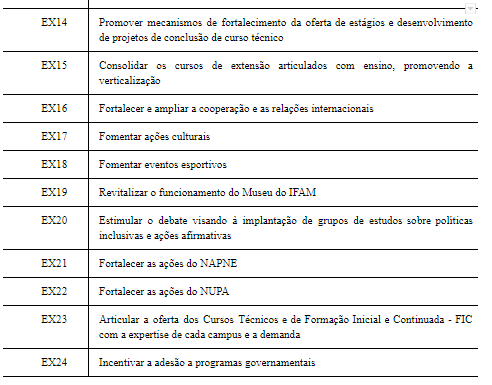 EX14 Promover mecanismos de fortalecimento da oferta de estágios e desenvolvimento
de projetos de conclusão de curso técnico
EX15 Consolidar os cursos de extensão articulados com ensino, promovendo a
verticalização
EX16 Fortalecer e ampliar a cooperação e as relações internacionais
EX17 Fomentar ações culturais
EX18 Fomentar eventos esportivos
EX19 Revitalizar o funcionamento do Museu do IFAM
EX20 Estimular o debate visando à implantação de grupos de estudos sobre políticas
inclusivas e ações afirmativas
EX21 Fortalecer as ações do NAPNE
EX22 Fortalecer as ações do NUPA
EX23 Articular a oferta dos Cursos Técnicos e de Formação Inicial e Continuada - FIC
com a expertise de cada campus e a demanda
EX24 Incentivar a adesão a programas governamentais